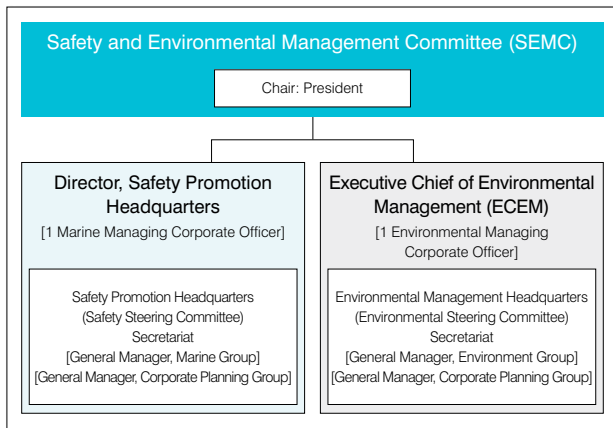 Safety and Environmental Management Committee (SEMC)
Chair: President
Director, Safety Promotion
Headquarters
[1 Marine Managing Corporate Officer]
Safety Promotion Headquarters
(Safety Steering Committee)
Secretariat
[General Manager, Marine Group]
[General Manager, Corporate Planning Group]
Executive Chief of Environmental
Management (ECEM)
[1 Environmental Managing
Corporate Officer]
Environmental Management Headquarters
(Environmental Steering Committee)
Secretariat
[General Manager, Environment Group]
[General Manager, Corporate Planning Group]